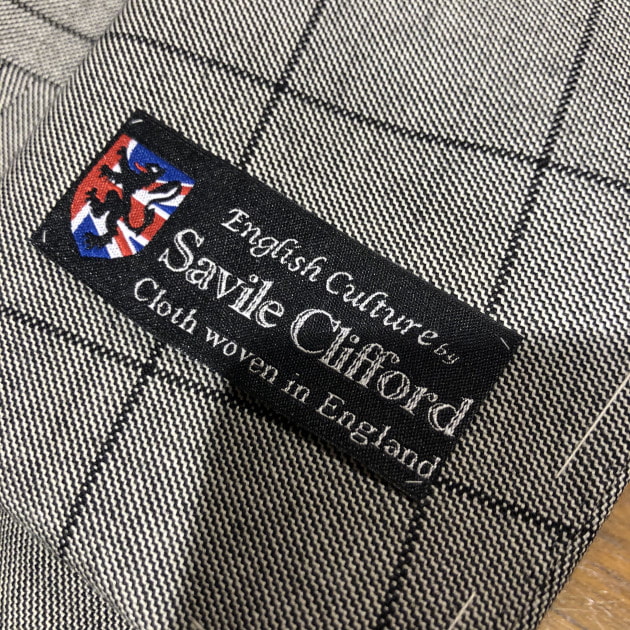 English Culture by
Savile Clifford
Cloth woven in England